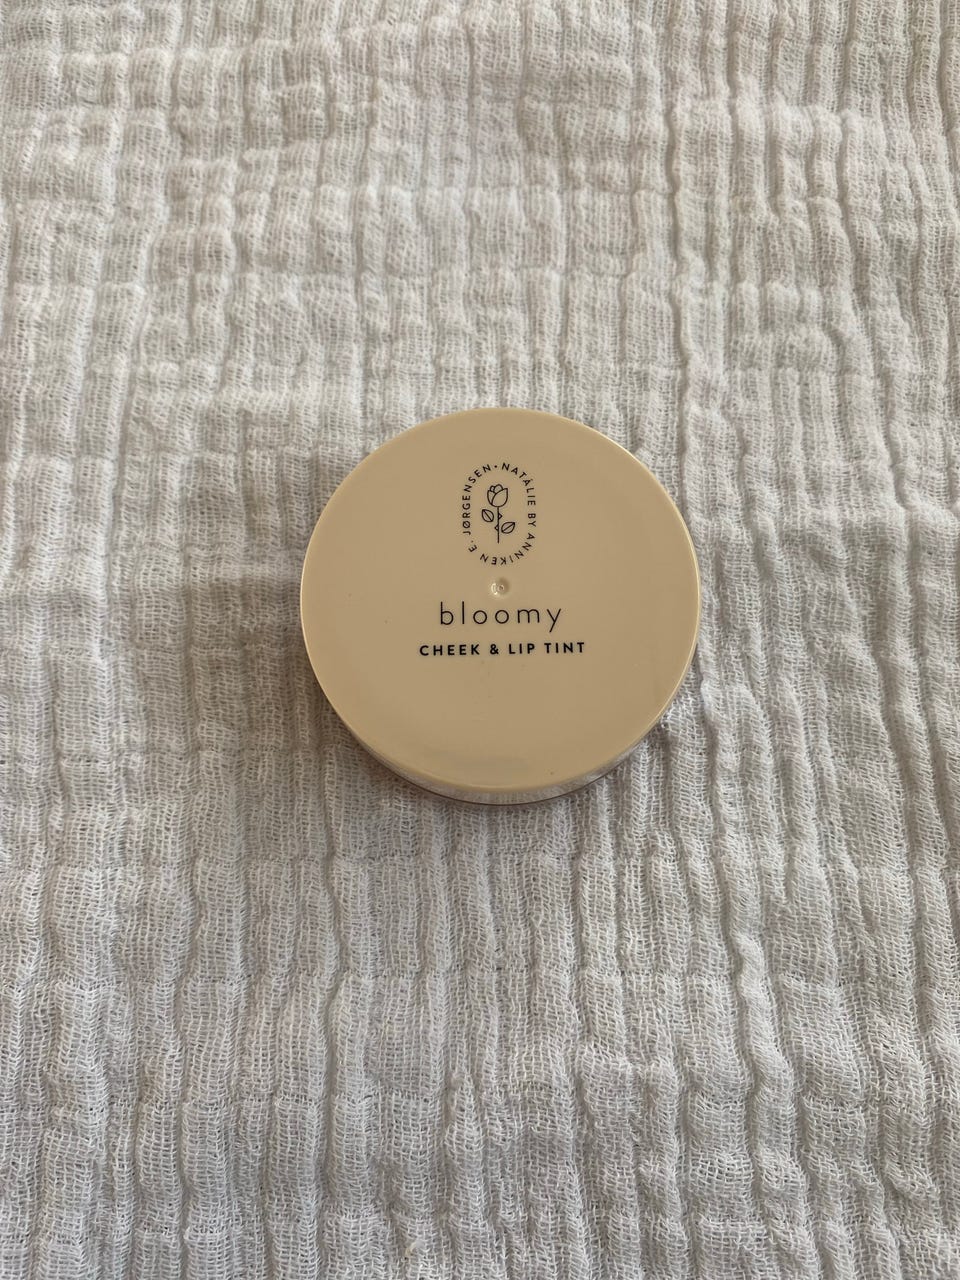 NATALIE BY ANNIKEN E. JØRGENSEN •
bloomy
CHEEK & LIP TINT